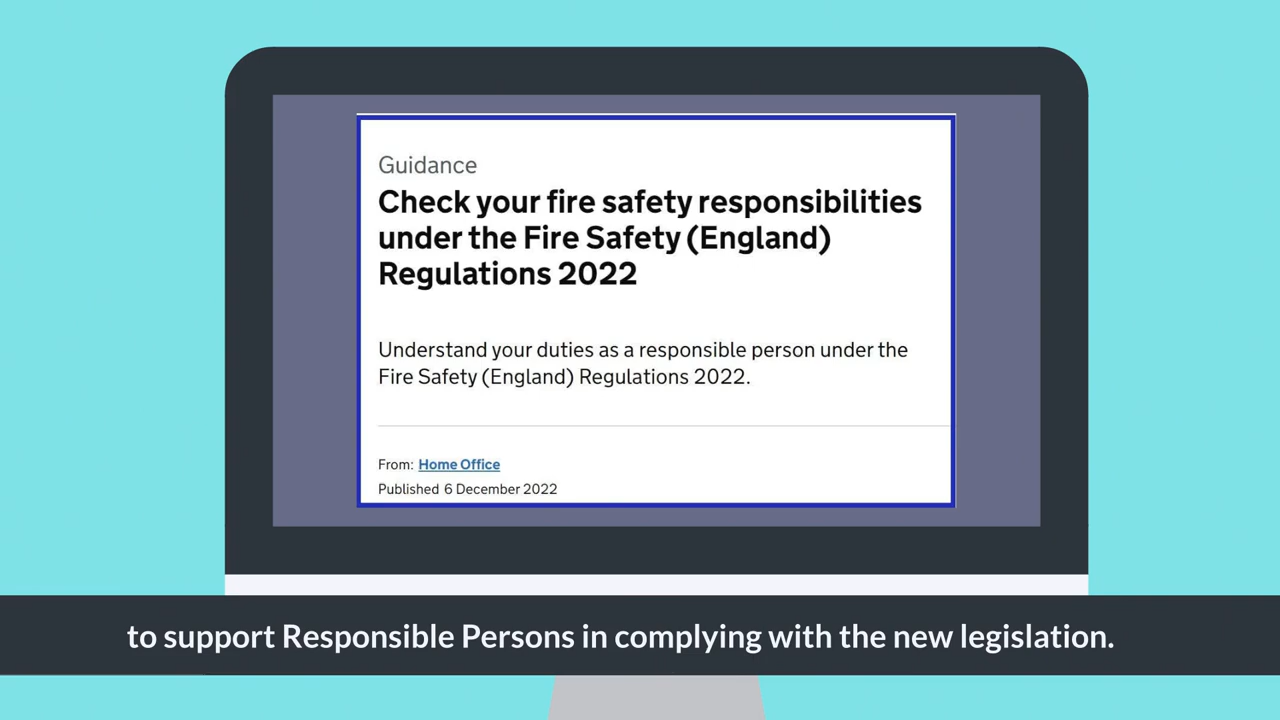 Guidance
Check your fire safety responsibilities
under the Fire Safety (England)
Regulations 2022
Understand your duties as a responsible person under the
Fire Safety (England) Regulations 2022.
From: Home Office
Published 6 December 2022
to support Responsible Persons in complying with the new legislation.